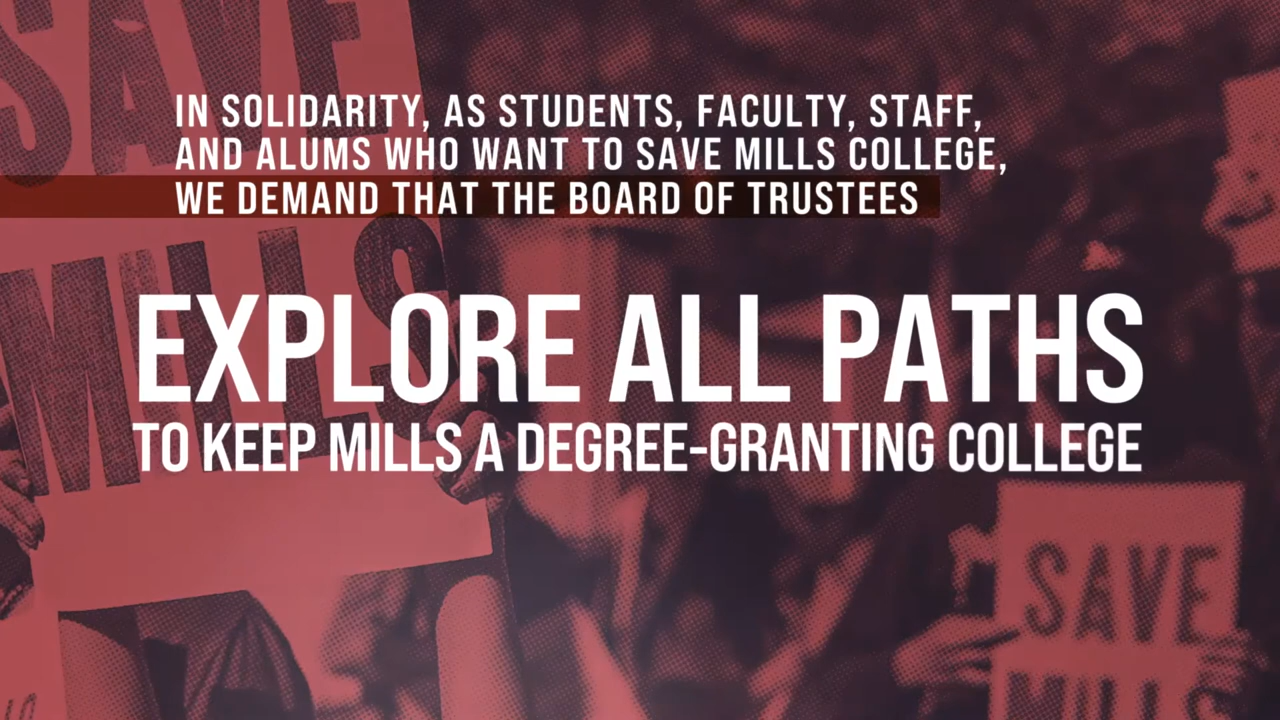 IN SOLIDARITY, AS STUDENTS, FACULTY, STAFF,
AND ALUMS WHO WANT TO SAVE MILLS COLLEGE,
WE DEMAND THAT THE BOARD OF TRUSTEES
EXPLORE ALL PATHS
TO KEEP MILLS A DEGREE-GRANTING COLLEGE
SAVE
MILLS
SAVE
MILLS